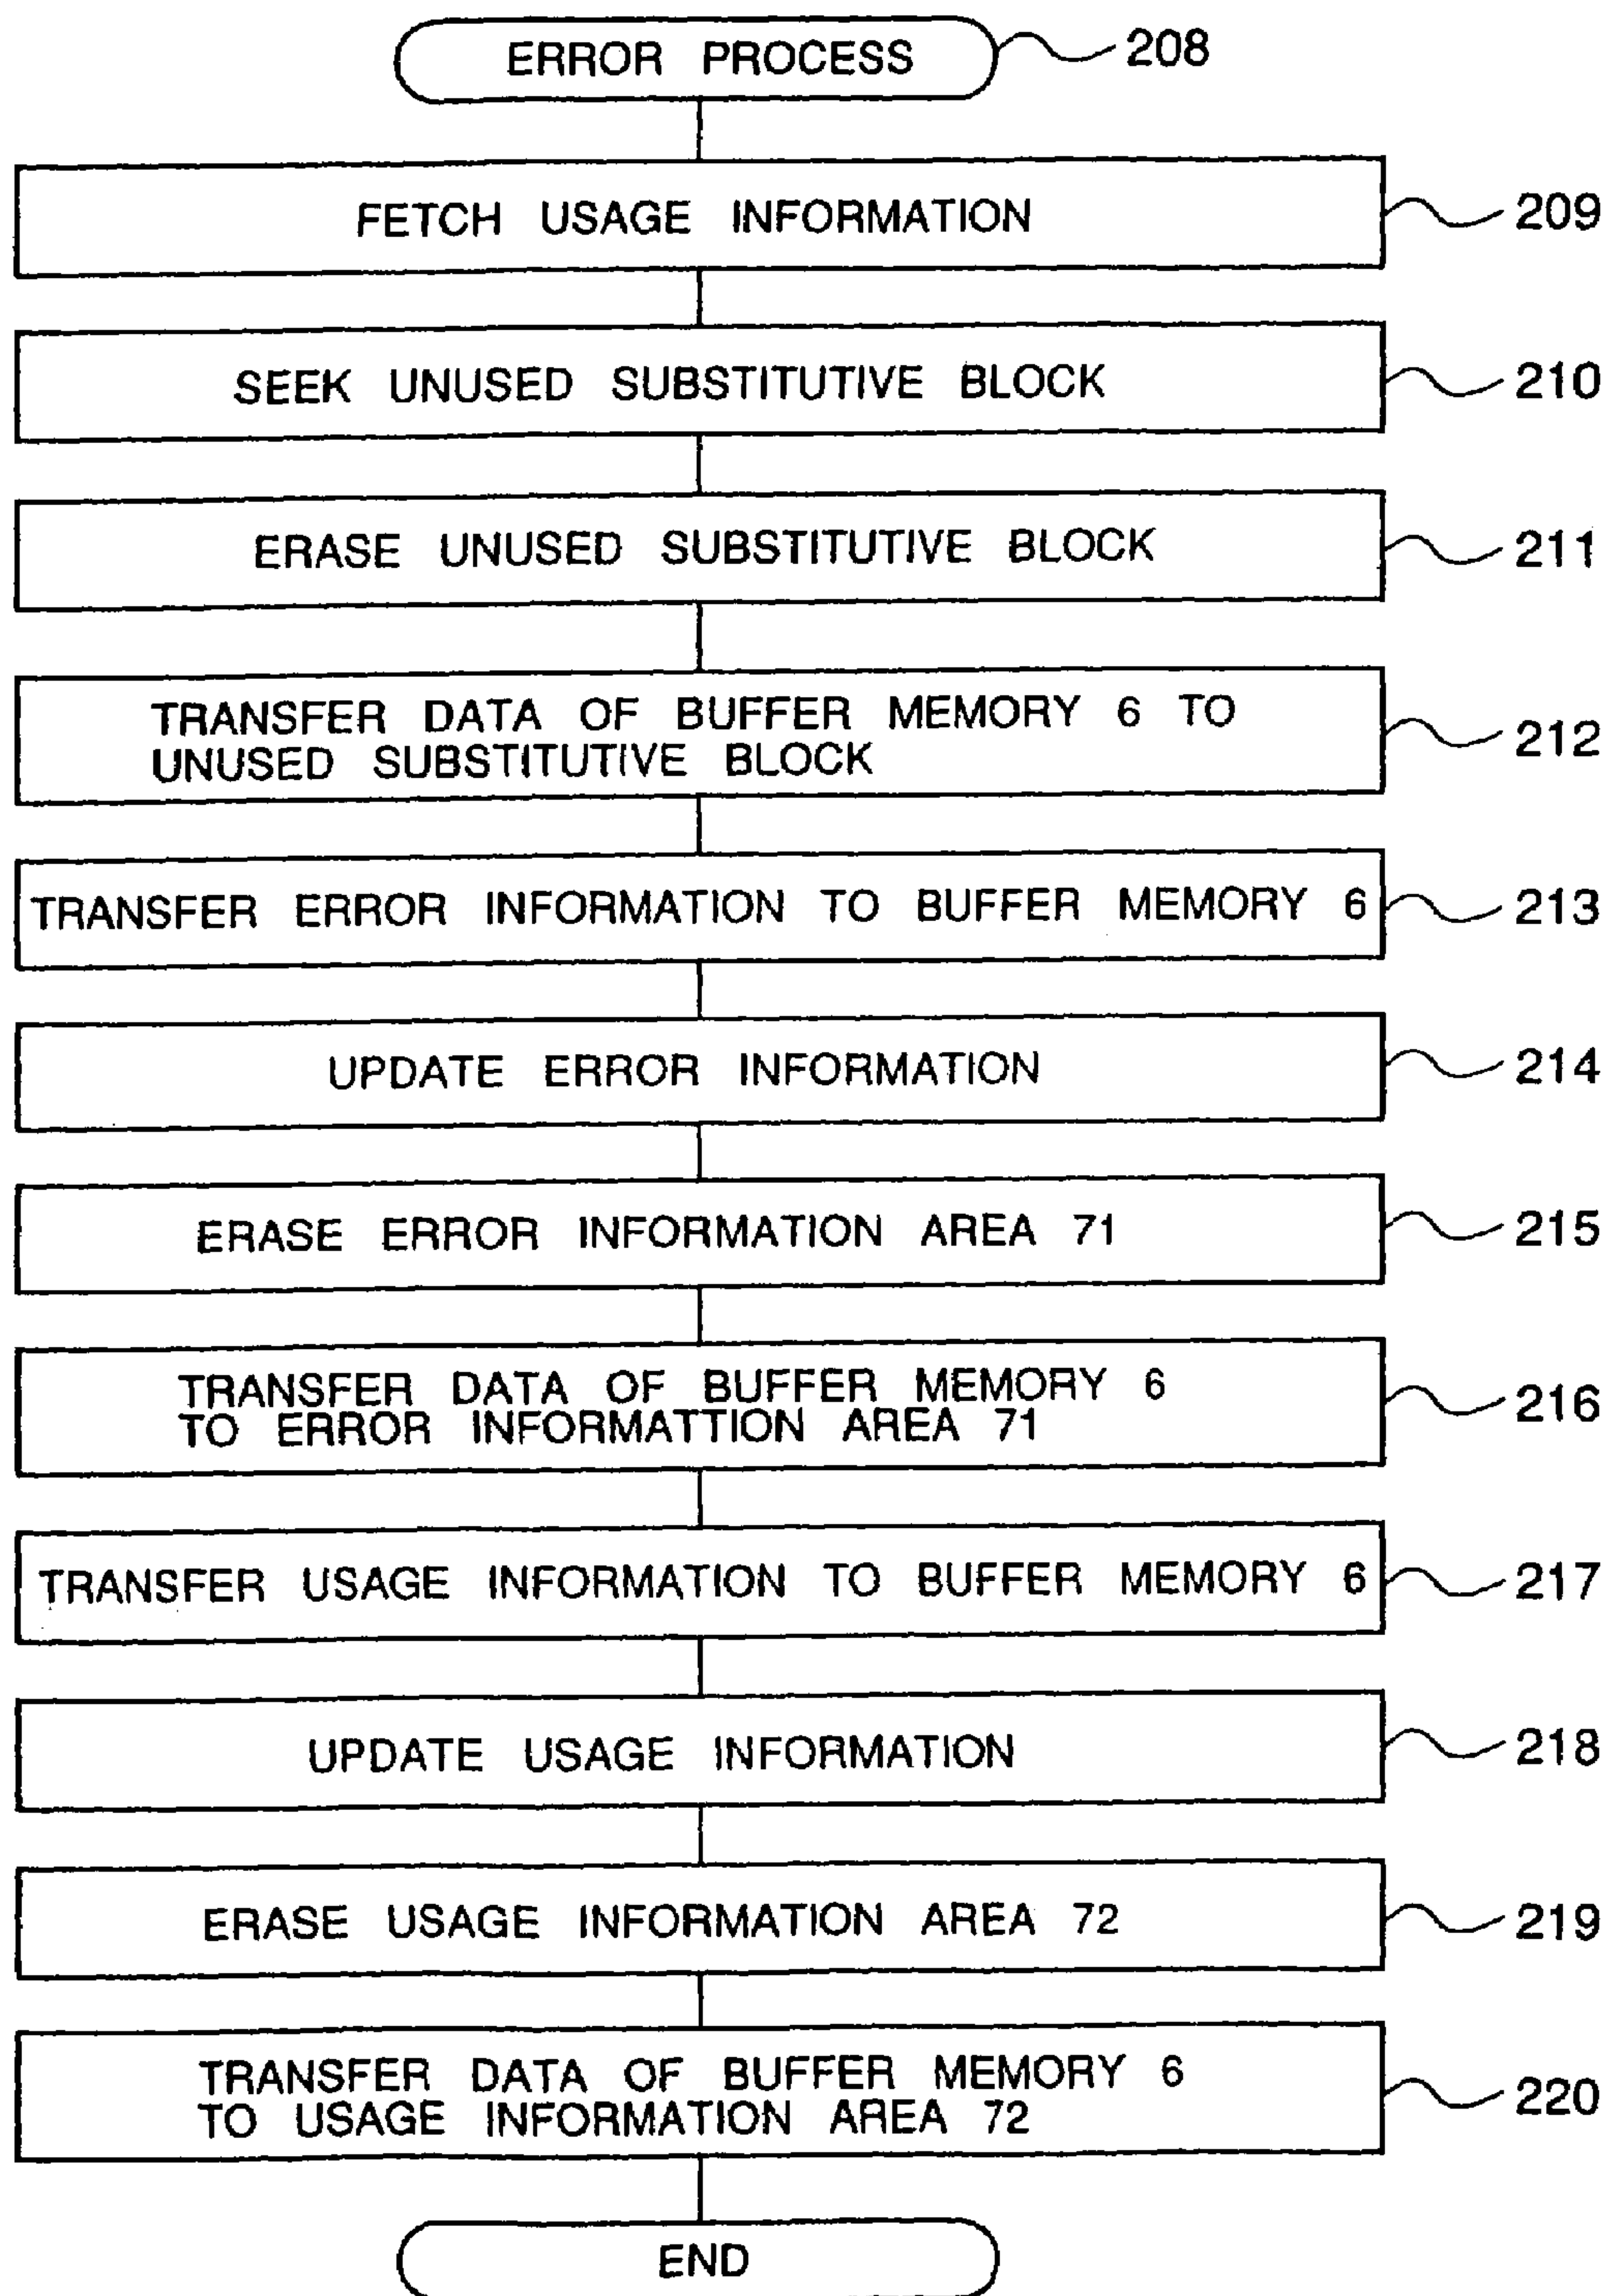 ERROR PROCESS 208
FETCH USAGE INFORMATION 209
SEEK UNUSED SUBSTITUTIVE BLOCK 210
ERASE UNUSED SUBSTITUTIVE BLOCK 211
TRANSFER DATA OF BUFFER MEMORY 6 TO
UNUSED SUBSTITUTIVE BLOCK 212
TRANSFER ERROR INFORMATION TO BUFFER MEMORY 6 213
UPDATE ERROR INFORMATION 214
ERASE ERROR INFORMATION AREA 71 215
TRANSFER DATA OF BUFFER MEMORY 6
TO ERROR INFORMATTION AREA 71 216
TRANSFER USAGE INFORMATION TO BUFFER MEMORY 6 217
UPDATE USAGE INFORMATION 218
ERASE USAGE INFORMATION AREA 72 219
TRANSFER DATA OF BUFFER MEMORY 6
TO USAGE INFORMATION AREA 72 220
END